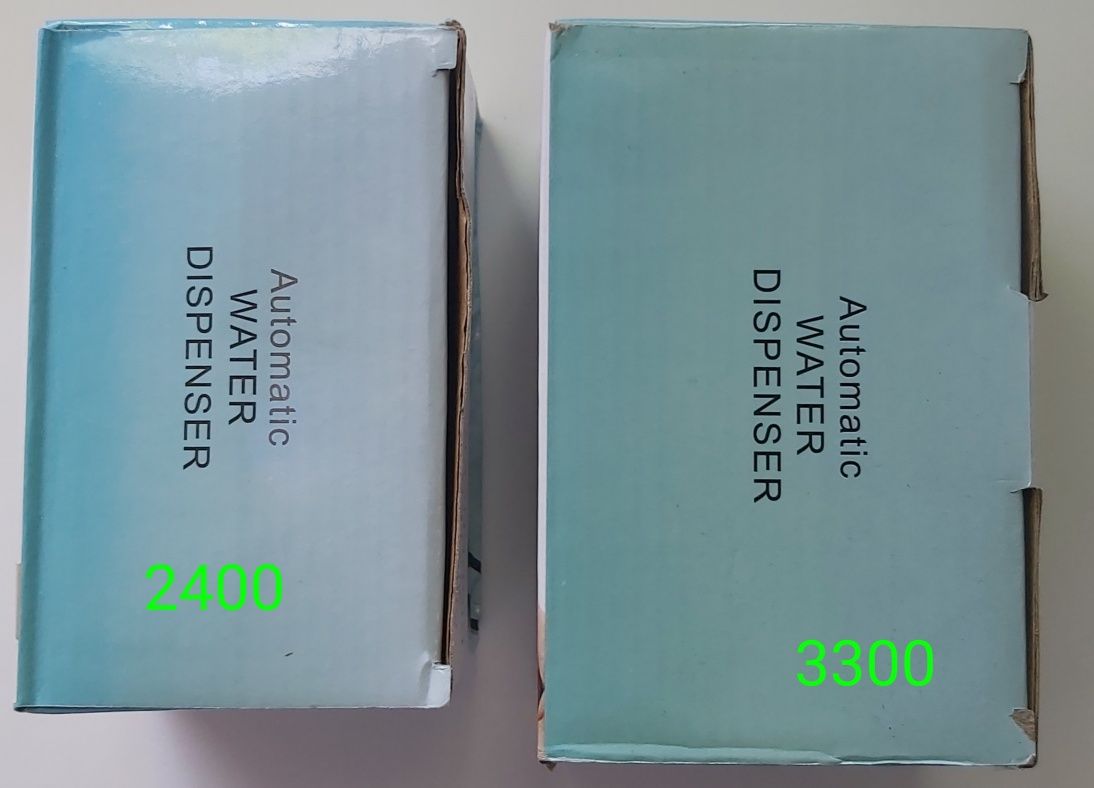 Automatic
WATER
DISPENSER
2400
Automatic
WATER
DISPENSER
3300